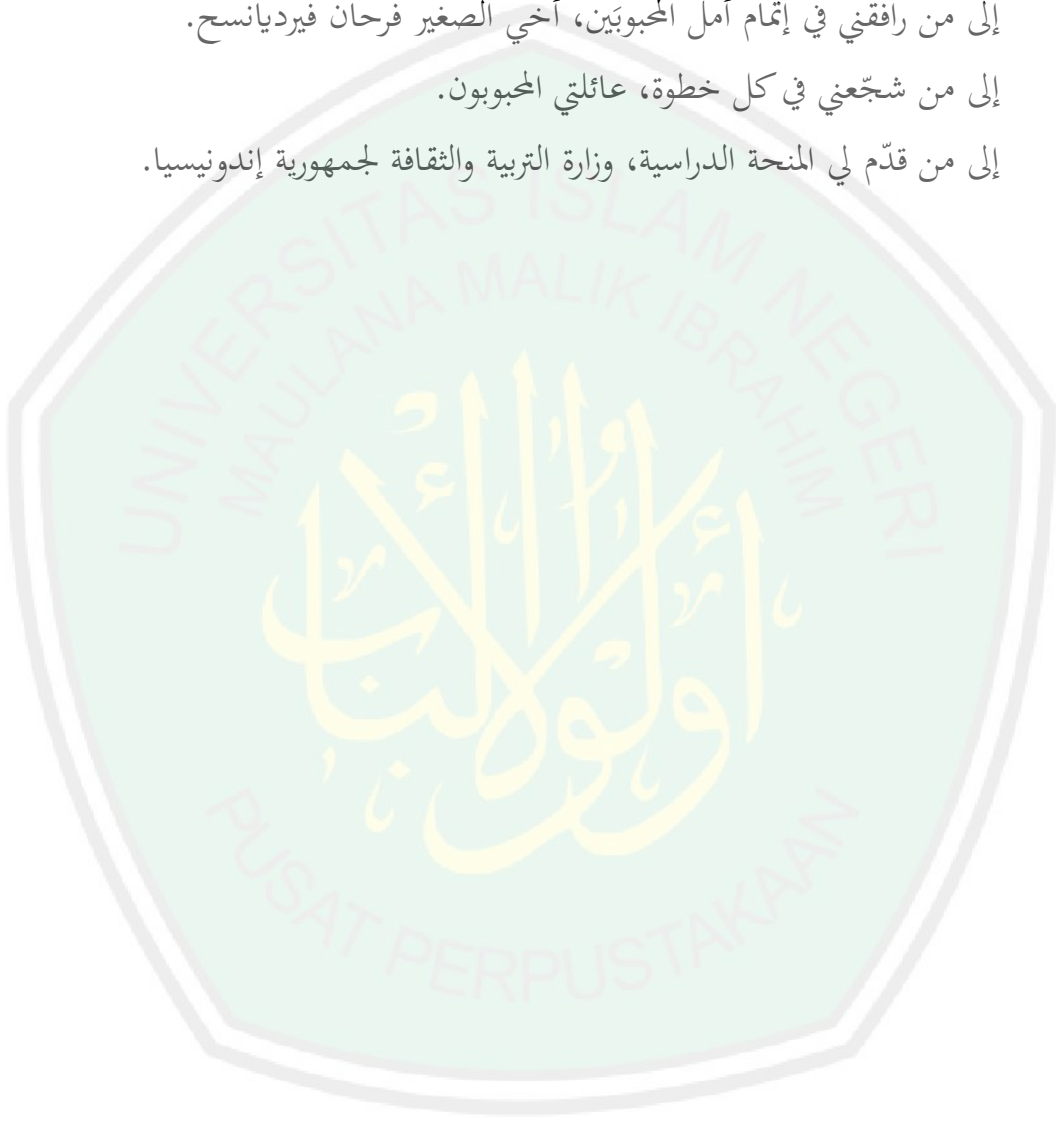 إلى من رافقني في إتمام أمل المحبوبَين، أخي الصغير فرحان فيرديانسح.
إلى من شجّعني في كل خطوة، عائلتي المحبوبون.
إلى من قدّم لي المنحة الدراسية، وزارة التربية والثقافة لجمهورية إندونيسيا.
UNIVERSITAS ISLAM NEGERI
MAULANA MALIK IBRAHIM
PUSAT PERPUSTAKAAN